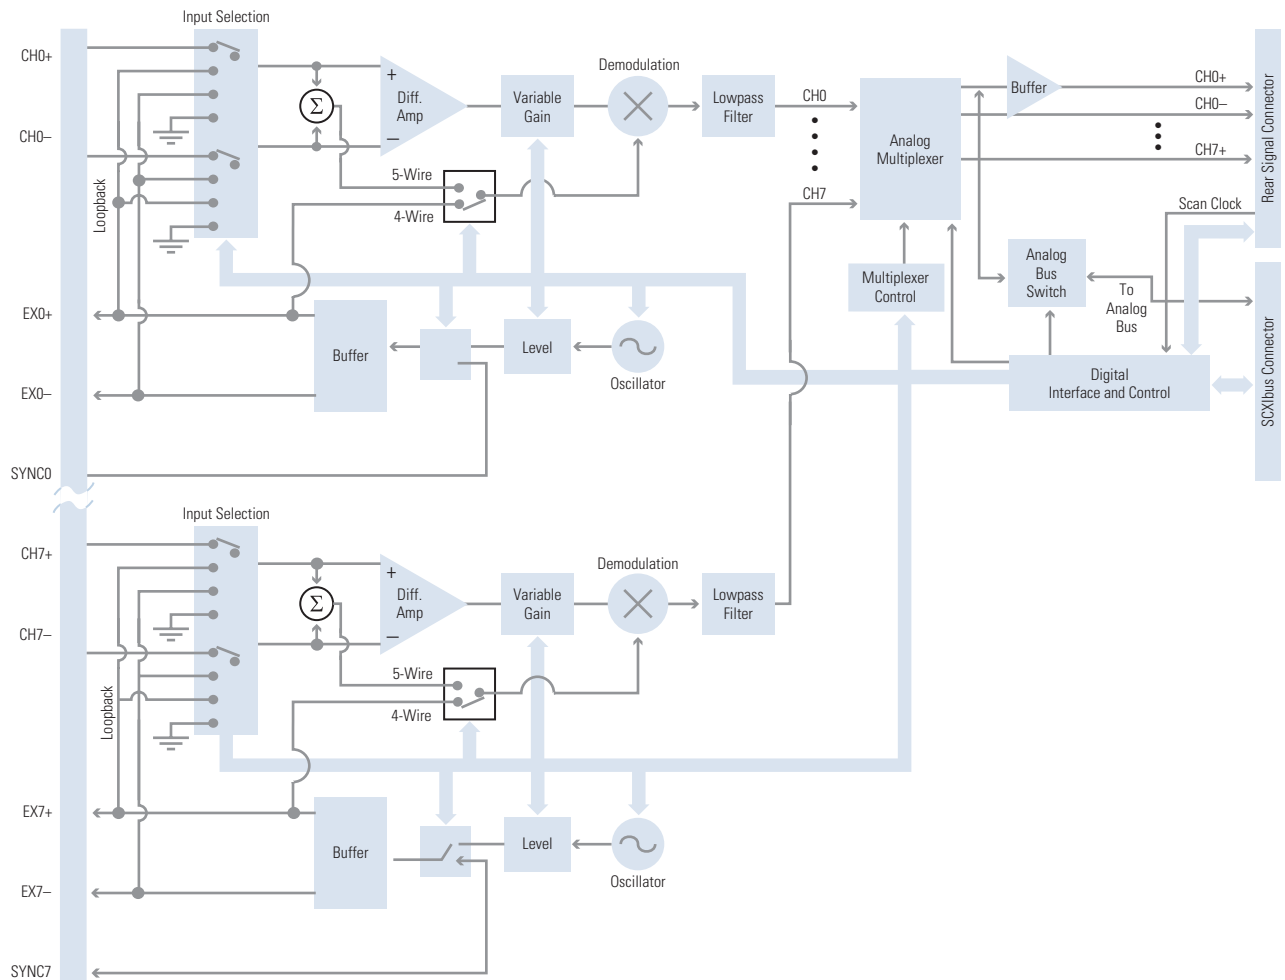 Input Selection
CH0+
CH0–
Loopback
EX0+
EX0–
SYNC0
Σ
+
–
Diff.
Amp
Variable
Gain
Demodulation
Lowpass
Filter
5-Wire
4-Wire
Buffer
Level
Oscillator
CH0
CH7
Analog
Multiplexer
Buffer
CH0+
CH0–
CH7+
Scan Clock
Rear Signal Connector
Multiplexer
Control
Analog
Bus
Switch
To
Analog
Bus
Digital
Interface and Control
SCXIbus Connector
Input Selection
CH7+
CH7–
Loopback
EX7+
EX7–
SYNC7
Σ
+
–
Diff.
Amp
Variable
Gain
Demodulation
Lowpass
Filter
5-Wire
4-Wire
Buffer
Level
Oscillator